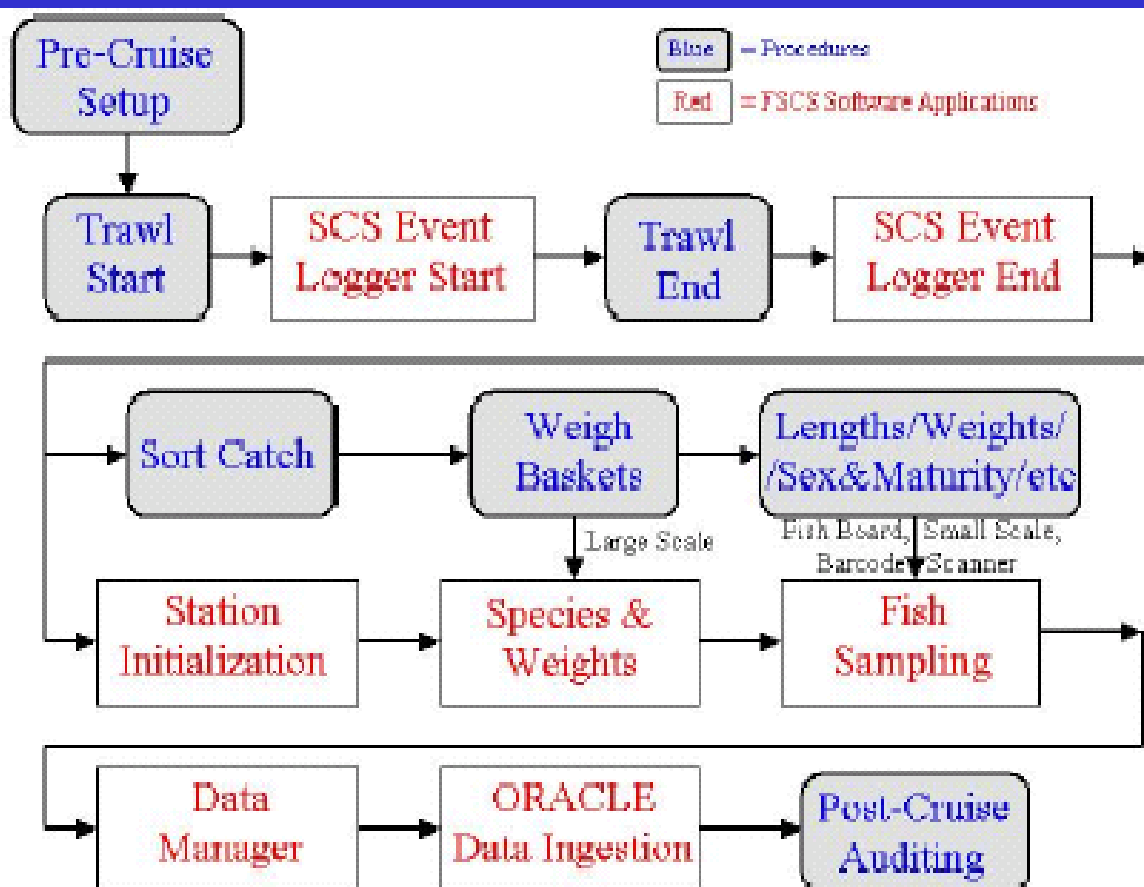 Pre-Cruise
Setup
Blue = Procedures
Red = FSCS Software Applications
Trawl
Start
SCS Event
Logger Start
Trawl
End
SCS Event
Logger End
Sort Catch
Weigh
Baskets
Lengths/Weights/
/Sex&Maturity/etc
Large Scale
Fish Board, Small Scale,
Barcode Scanner
Station
Initialization
Species &
Weights
Fish
Sampling
Data
Manager
ORACLE
Data Ingestion
Post-Cruise
Auditing